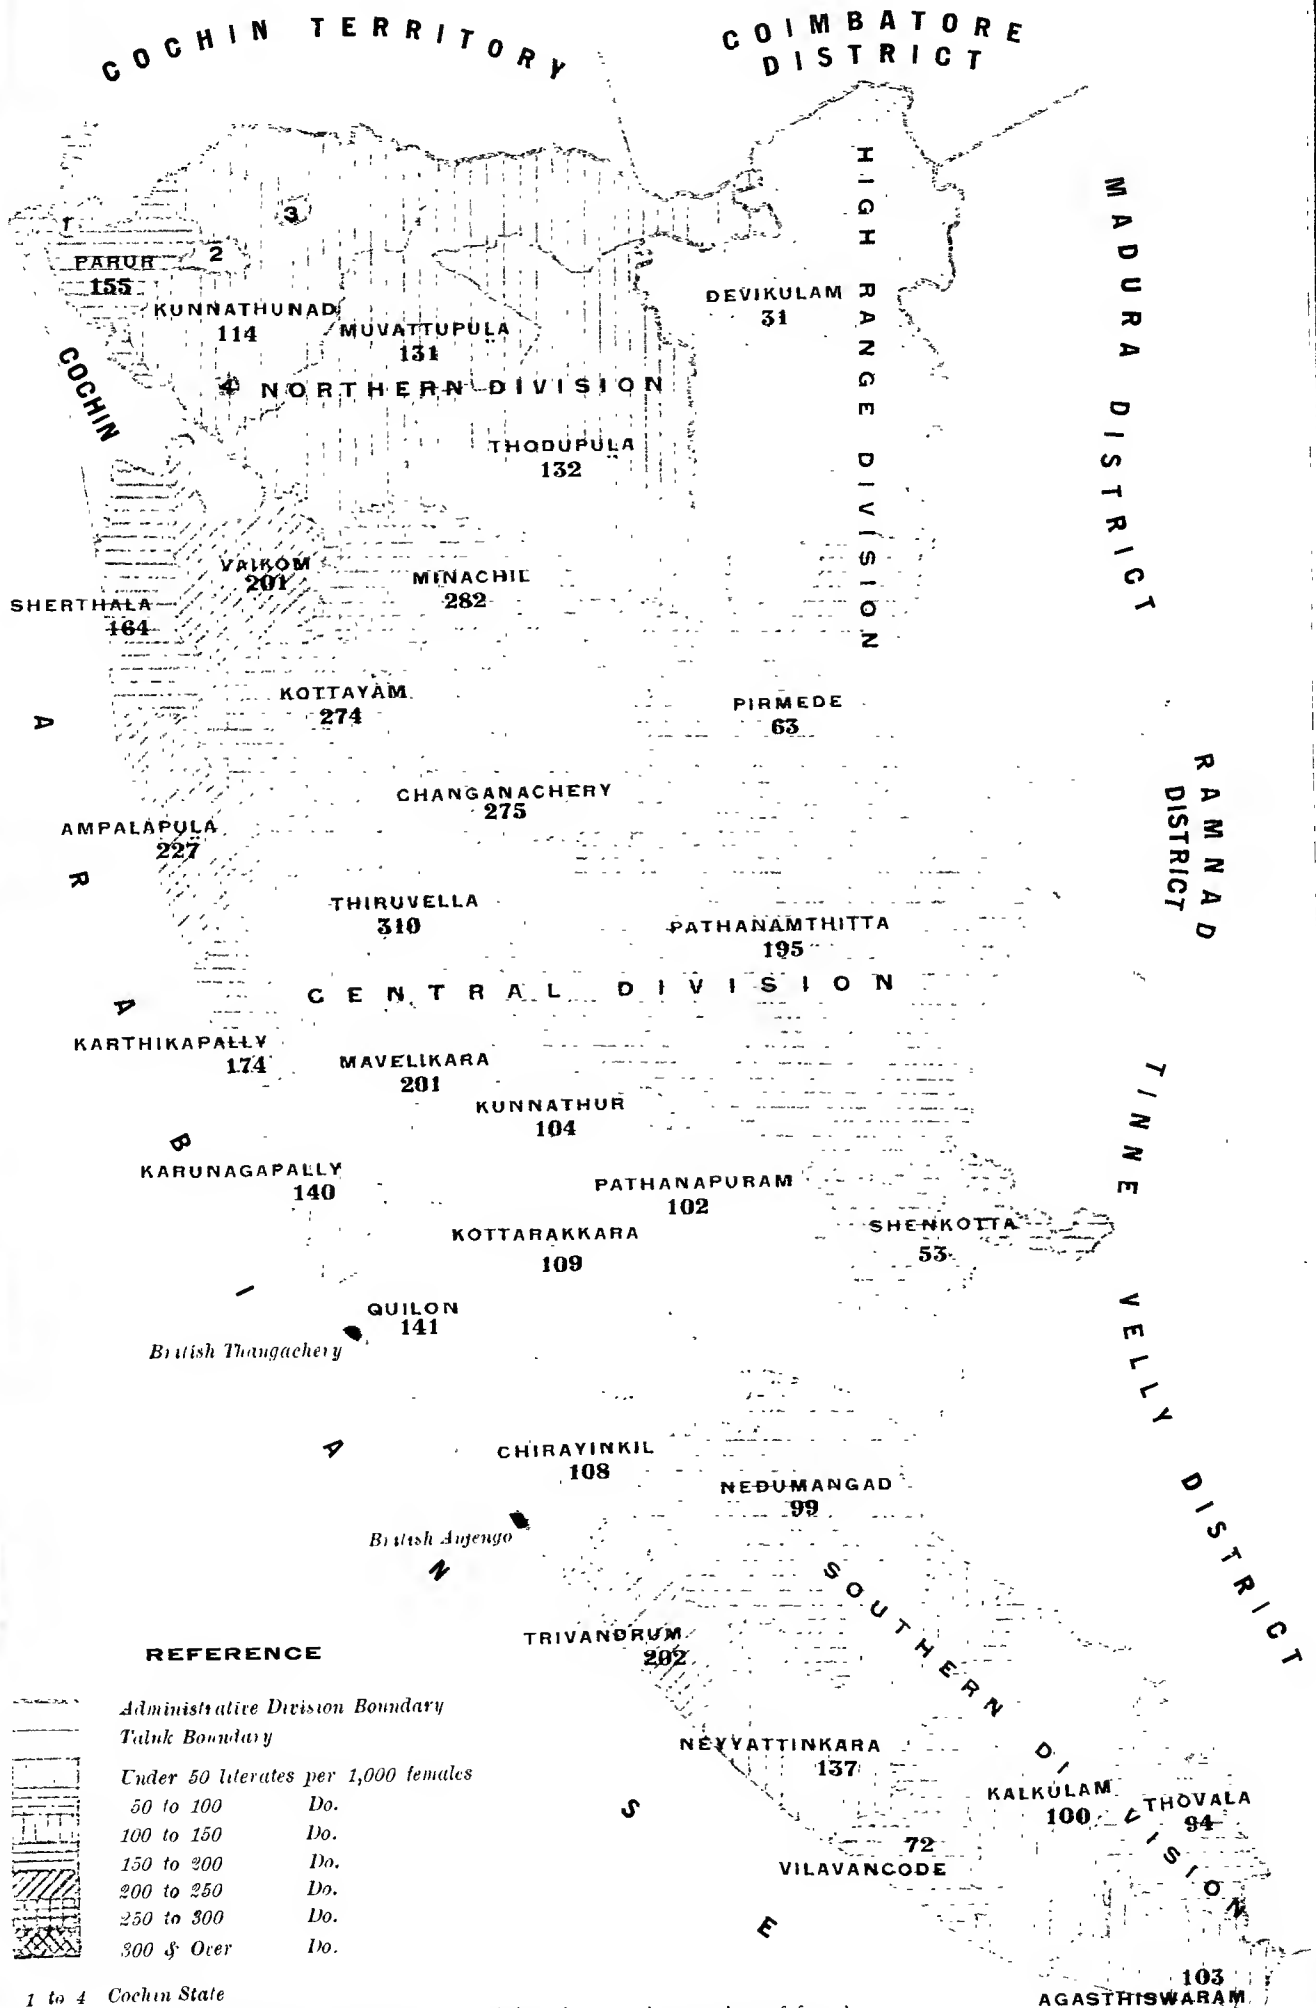 COCHIN TERRITORY
COIMBATORE
DISTRICT
HIGH RANGE DIVISION
MADURA DISTRICT
1
3
2
PARUR
155
KUNNATHUNAD
114
MUVATTUPULA
131
DEVIKULAM
31
COCHIN
4
NORTHERN DIVISION
THODUPULA
132
VAIKOM
201
MINACHIL
282
SHERTHALA
164
KOTTAYAM
274
PIRMEDE
63
RAMNAD
DISTRICT
CHANGANACHERY
275
AMPALAPULA
227
THIRUVELLA
310
PATHANAMTHITTA
195
CENTRAL DIVISION
KARTHIKAPALLY
174
MAVELIKARA
201
KUNNATHUR
104
TINNEVELLY DISTRICT
KARUNAGAPALLY
140
PATHANAPURAM
102
SHENKOTTA
53
KOTTARAKKARA
109
QUILON
141
British Thangachery
ARABIAN SE
CHIRAYINKIL
108
NEDUMANGAD
99
British Anjengo
SOUTHERN DIVISION
TRIVANDRUM
202
NEYYATTINKARA
137
KALKULAM
100
THOVALA
94
72
VILAVANCODE
103
AGASTHISWARAM
REFERENCE
Administrative Division Boundary
Taluk Boundary
Under 50 literates per 1,000 females
50 to 100 Do.
100 to 150 Do.
150 to 200 Do.
200 to 250 Do.
250 to 300 Do.
300 & Over Do.
1 to 4 Cochin State